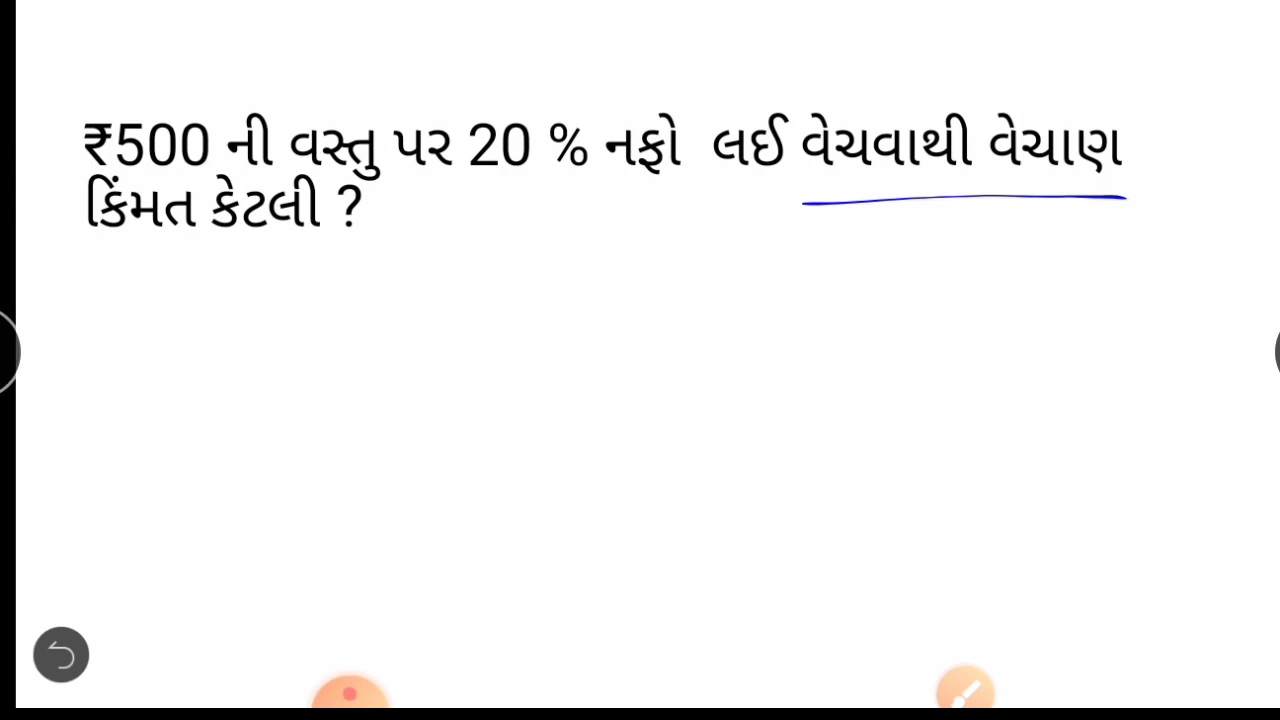 ₹500 ની વસ્તુ પર 20 % નફો લઈ વેચવાથી વેચાણ
કિંમત કેટલી ?